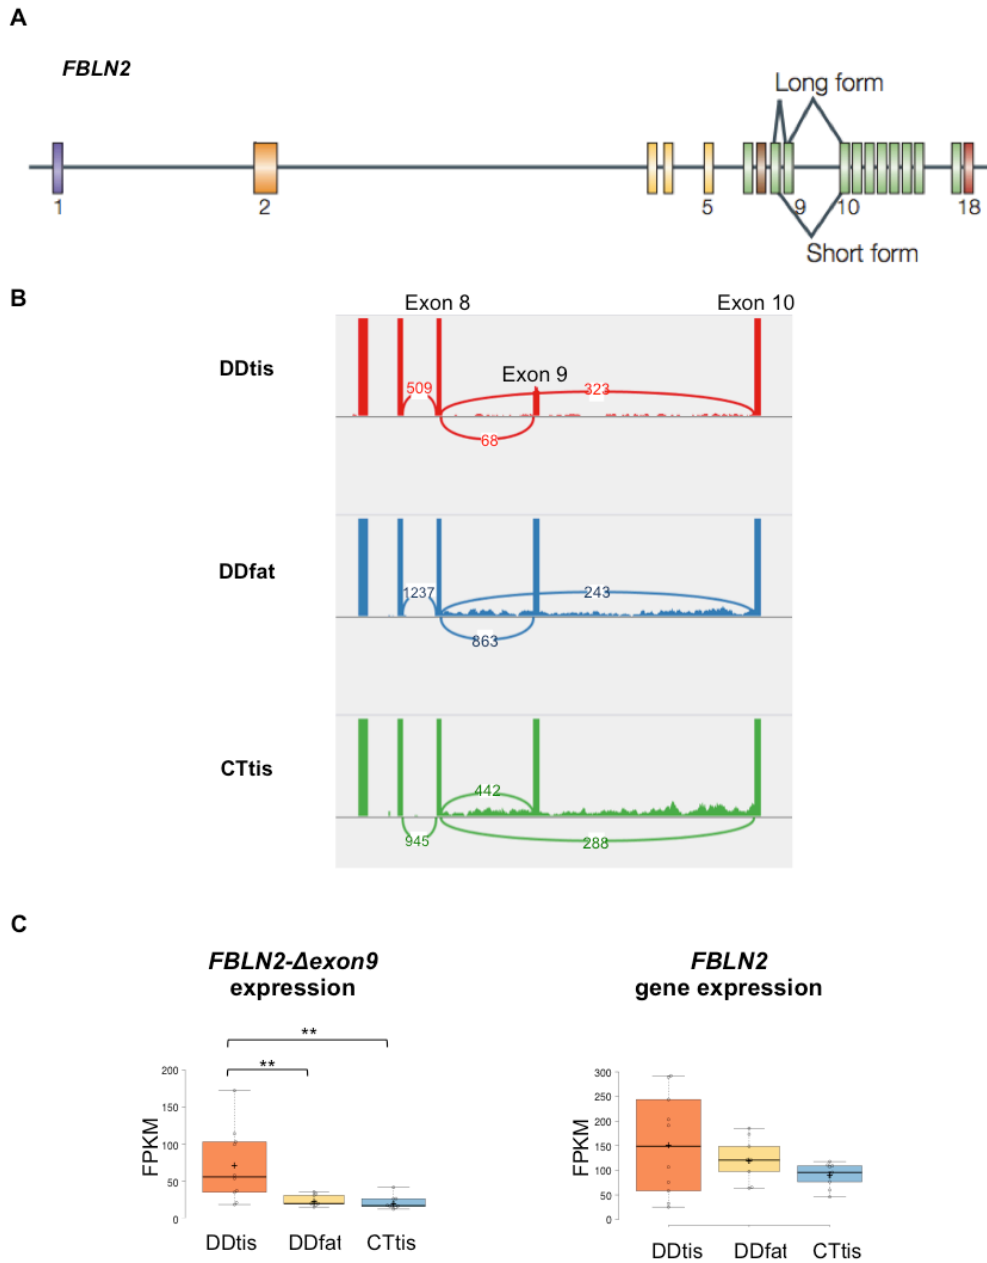 A
FBLN2
Long form
1
2
5
9
10
18
Short form
B
Exon 8
Exon 10
DDtis
Exon 9
509
323
68
DDfat
1237
243
863
CTtis
442
945
288
C
FBLN2-Δexon9
expression
**
**
200
150
100
50
0
FPKM
DDtis
DDfat
CTtis
FBLN2
gene expression
300
250
200
150
100
50
0
FPKM
DDtis
DDfat
CTtis